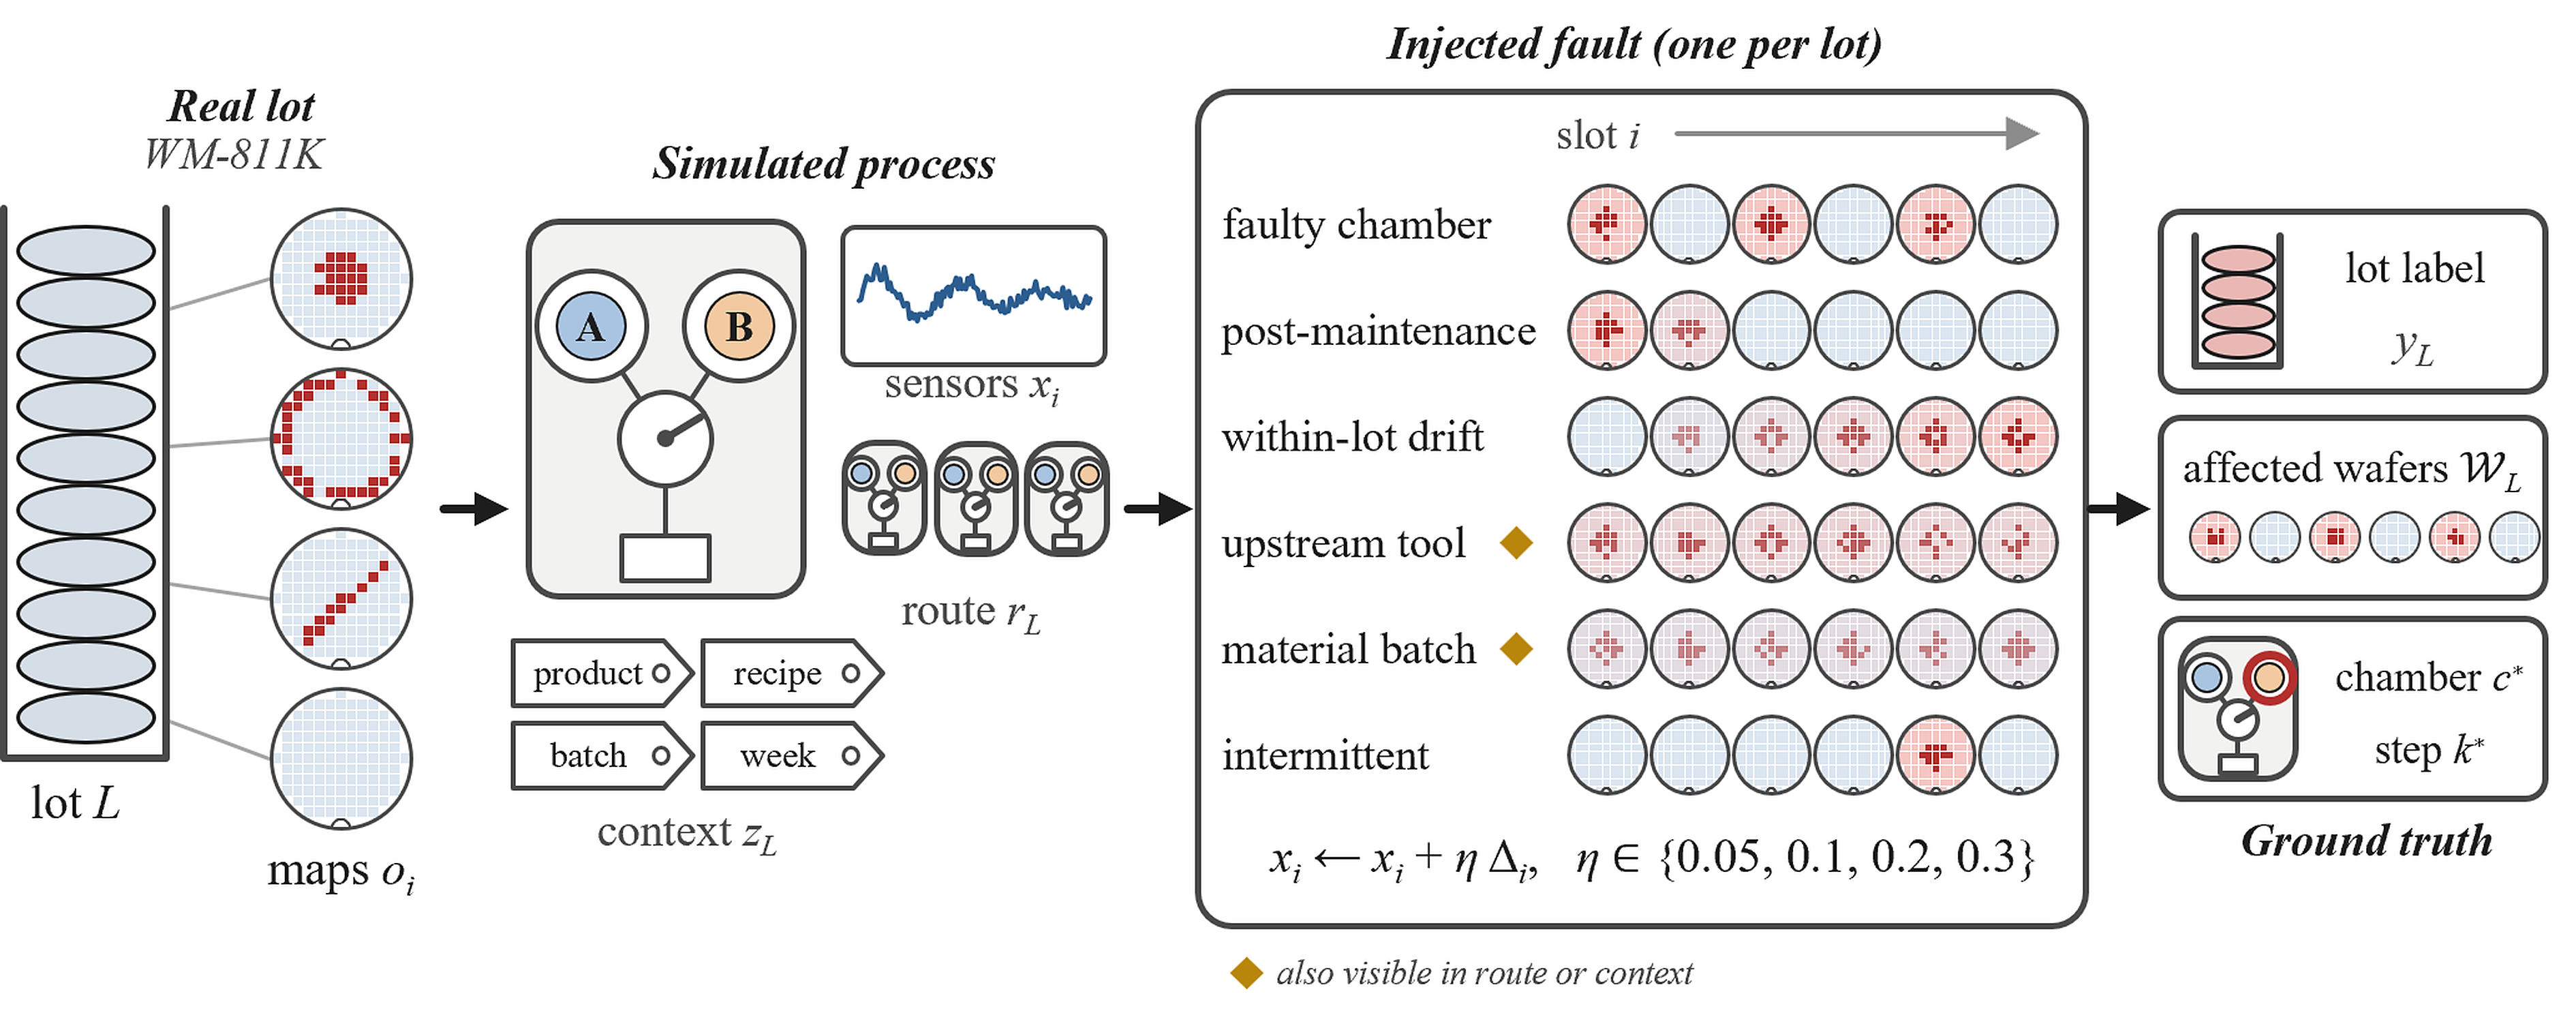 Real lot
WM-811K
lot L
maps o_i
Simulated process
A
B
sensors x_i
route r_L
product
recipe
batch
week
context z_L
Injected fault (one per lot)
slot i
faulty chamber
post-maintenance
within-lot drift
upstream tool
material batch
intermittent
x_i ← x_i + η Δ_i, η ∈ {0.05, 0.1, 0.2, 0.3}
also visible in route or context
lot label
y_L
affected wafers 𝒲_L
chamber c*
step k*
Ground truth